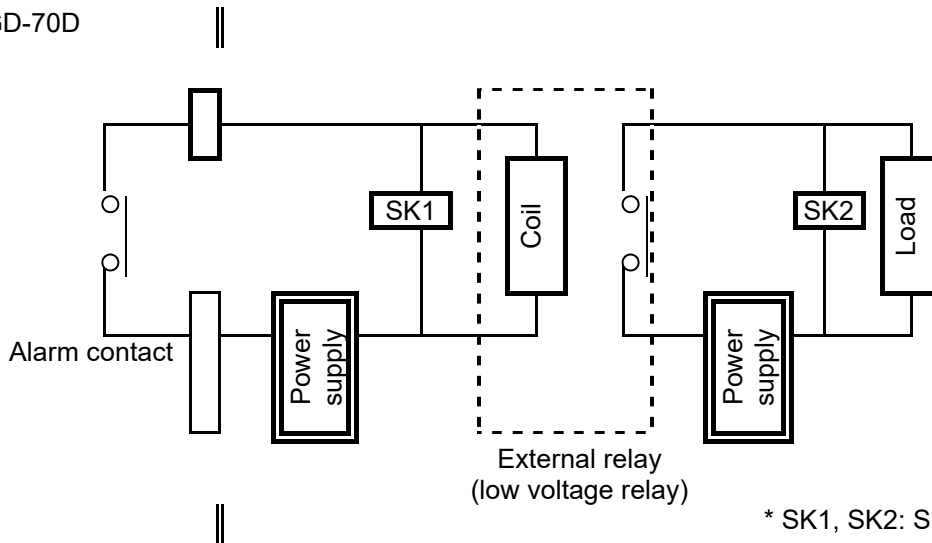 GD-70D
SK1
Coil
SK2
Load
Alarm contact
Power
supply
Power
supply
External relay
(low voltage relay)
* SK1, SK2: S